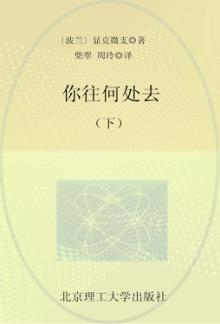 （波兰）显克微支◎著
柴翠 周玲◎译
你往何处去
（下）
北京理工大学出版社